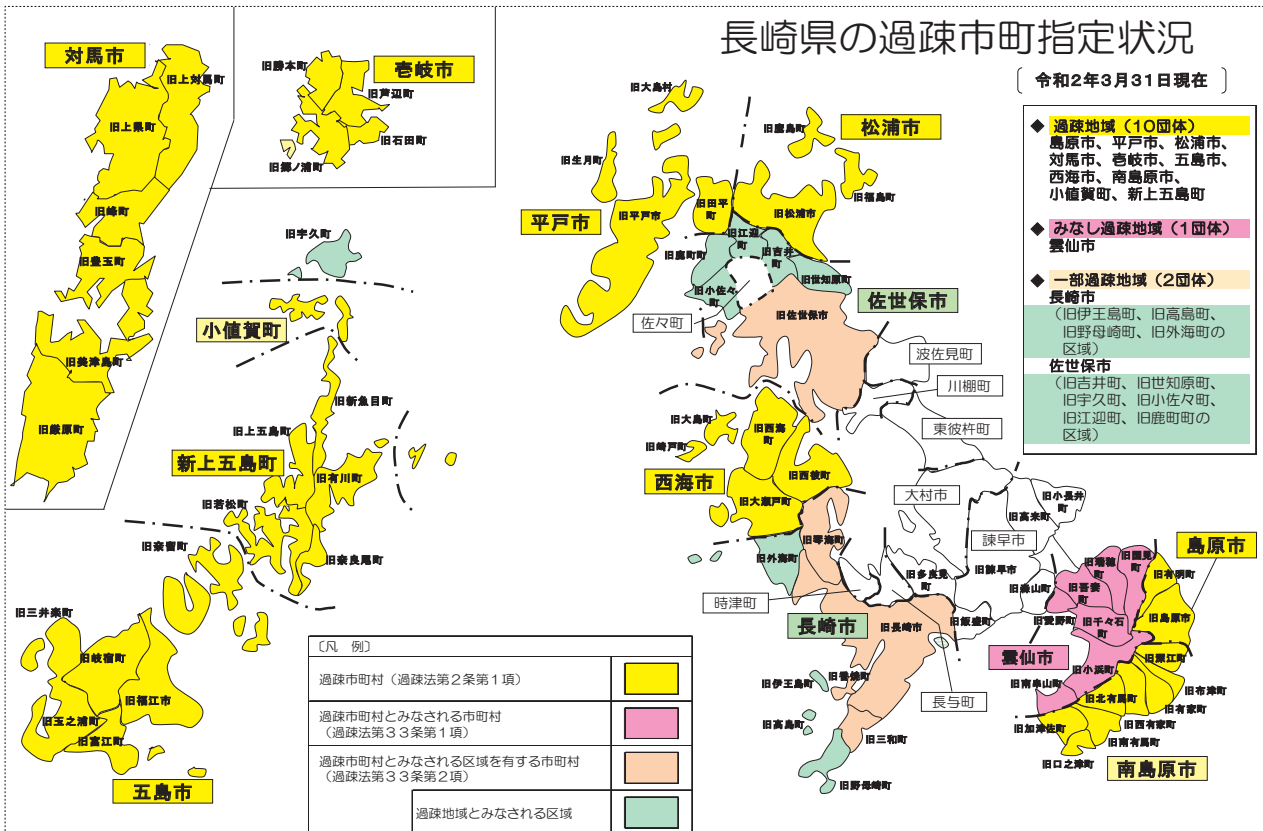 長崎県の過疎市町指定状況
令和2年3月31日現在
◆ 過疎地域（10団体）
島原市、平戸市、松浦市、
対馬市、壱岐市、五島市、
西海市、南島原市、
小値賀町、新上五島町
◆ みなし過疎地域（1団体）
雲仙市
◆ 一部過疎地域（2団体）
長崎市
（旧伊王島町、旧高島町、
旧野母崎町、旧外海町の
区域）
佐世保市
（旧吉井町、旧世知原町、
旧宇久町、旧小佐々町、
旧江迎町、旧鹿町町の
区域）
対馬市
旧上対馬町
旧上県町
旧峰町
旧豊玉町
旧美津島町
旧厳原町
壱岐市
旧勝本町
旧芦辺町
旧石田町
旧郷ノ浦町
旧宇久町
小値賀町
旧新魚目町
旧上五島町
新上五島町
旧有川町
旧若松町
旧奈良尾町
旧奈留町
旧三井楽町
旧岐宿町
旧福江市
旧玉之浦町
旧富江町
五島市
旧大島村
旧生月町
旧平戸市
平戸市
旧田平
町
旧鷹島町
松浦市
旧福島町
旧松浦市
旧江迎
町
旧鹿町町
旧吉井
町
旧世知原町
旧小佐々
町
佐々町
旧佐世保市
佐世保市
波佐見町
川棚町
東彼杵町
旧大島町
旧崎戸町
旧西海
町
旧西彼町
西海市
旧大瀬戸町
大村市
旧小長井
町
旧高来町
諫早市
旧諫早市
旧森山町
旧多良見
町
旧飯盛町
旧琴海町
旧外海町
時津町
長崎市
旧長崎市
長与町
旧香焼町
旧伊王島町
旧高島町
旧三和町
旧野母崎町
旧国見
町
旧瑞穂
町
旧吾妻
町
旧愛野町
旧千々石
町
雲仙市
旧小浜町
旧南串山町
島原市
旧有明町
旧島原市
旧深江町
旧布津町
旧有家町
旧西有家町
旧北有馬町
旧南有馬町
旧加津佐町
旧口之津町
南島原市
〔凡　例〕
過疎市町村（過疎法第2条第1項）
過疎市町村とみなされる市町村
（過疎法第33条第1項）
過疎市町村とみなされる区域を有する市町村
（過疎法第33条第2項）
過疎地域とみなされる区域